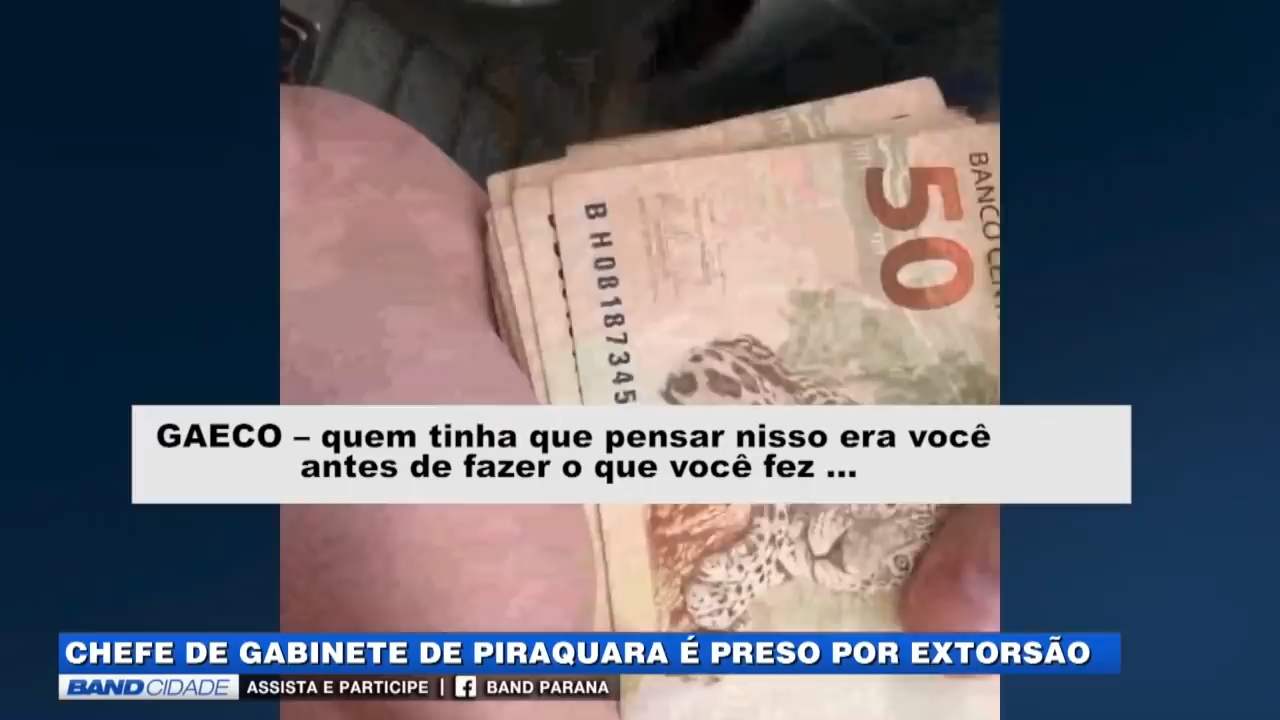 50
BANCO CEN
BH08187345
GAECO – quem tinha que pensar nisso era você
antes de fazer o que você fez ...
CHEFE DE GABINETE DE PIRAQUARA É PRESO POR EXTORSÃO
BAND CIDADE ASSISTA E PARTICIPE | BAND PARANA